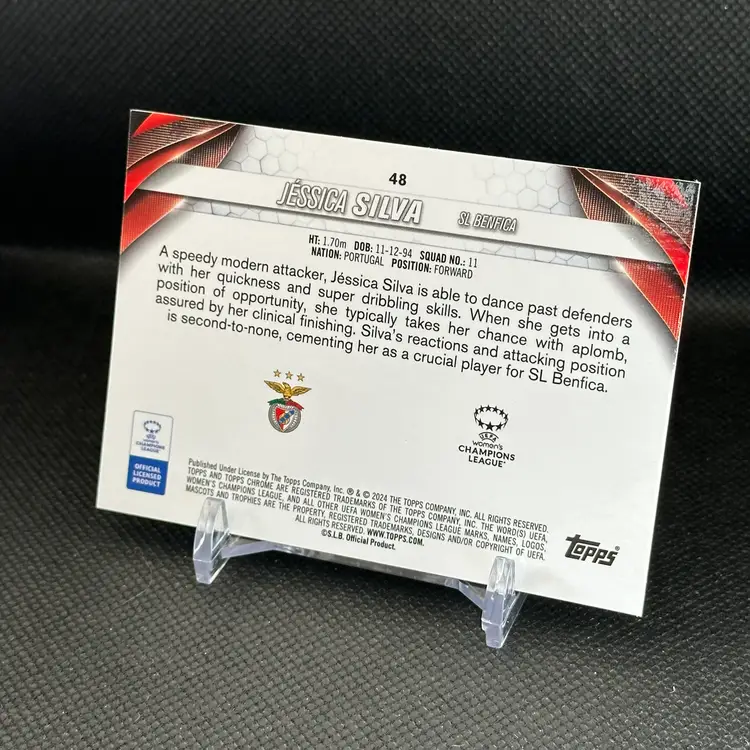 48
JÉSSICA SILVA SL BENFICA
HT: 1.70m DOB: 11-12-94 SQUAD NO.: 11
NATION: PORTUGAL POSITION: FORWARD
A speedy modern attacker, Jéssica Silva is able to dance past defenders
with her quickness and super dribbling skills. When she gets into a
position of opportunity, she typically takes her chance with aplomb,
assured by her clinical finishing. Silva's reactions and attacking position
is second-to-none, cementing her as a crucial player for SL Benfica.
UEFA
women's
CHAMPIONS
LEAGUE
women's
CHAMPIONS
LEAGUE
OFFICIAL
LICENSED
PRODUCT
Published Under License by The Topps Company, Inc. ® & © 2024 THE TOPPS COMPANY, INC. ALL RIGHTS RESERVED.
TOPPS AND TOPPS CHROME ARE REGISTERED TRADEMARKS OF THE TOPPS COMPANY, INC. THE WORD(S) UEFA,
WOMEN'S CHAMPIONS LEAGUE, AND ALL OTHER UEFA WOMEN'S CHAMPIONS LEAGUE MARKS, NAMES, LOGOS,
MASCOTS AND TROPHIES ARE THE PROPERTY, REGISTERED TRADEMARKS, DESIGNS AND/OR COPYRIGHT OF UEFA.
ALL RIGHTS RESERVED. WWW.TOPPS.COM.
©S.L.B. Official Product.
topps®